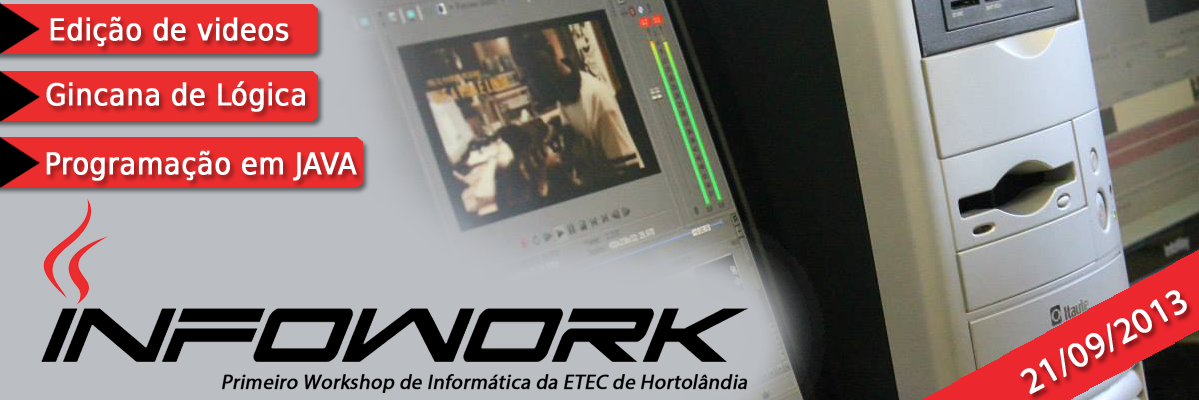 Edição de videos
Gincana de Lógica
Programação em JAVA
INFOWORK
Primeiro Workshop de Informática da ETEC de Hortolândia
Itautec
21/09/2013